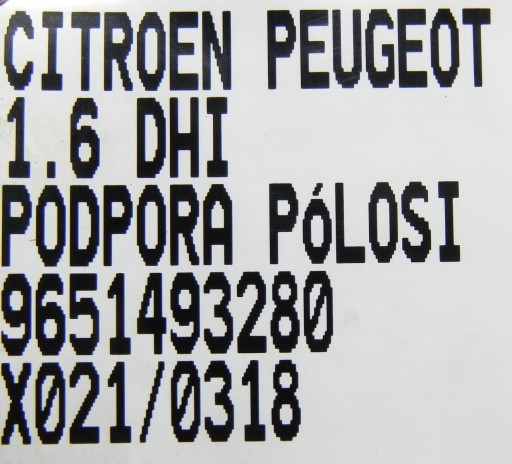 CITROEN PEUGEOT
1.6 DHI
PODPORA PóLOSI
9651493280
X021/0318